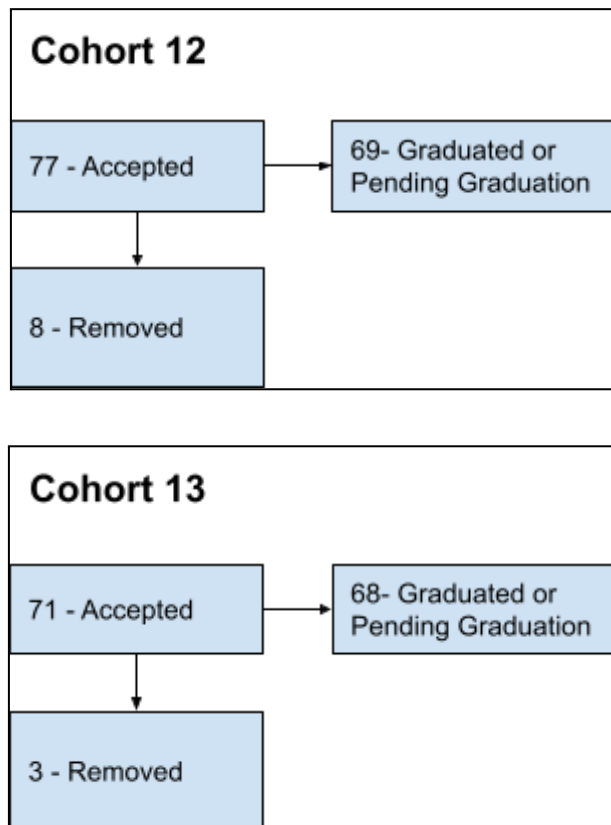 Cohort 12
77 - Accepted
69- Graduated or
Pending Graduation
8 - Removed
Cohort 13
71 - Accepted
68- Graduated or
Pending Graduation
3 - Removed